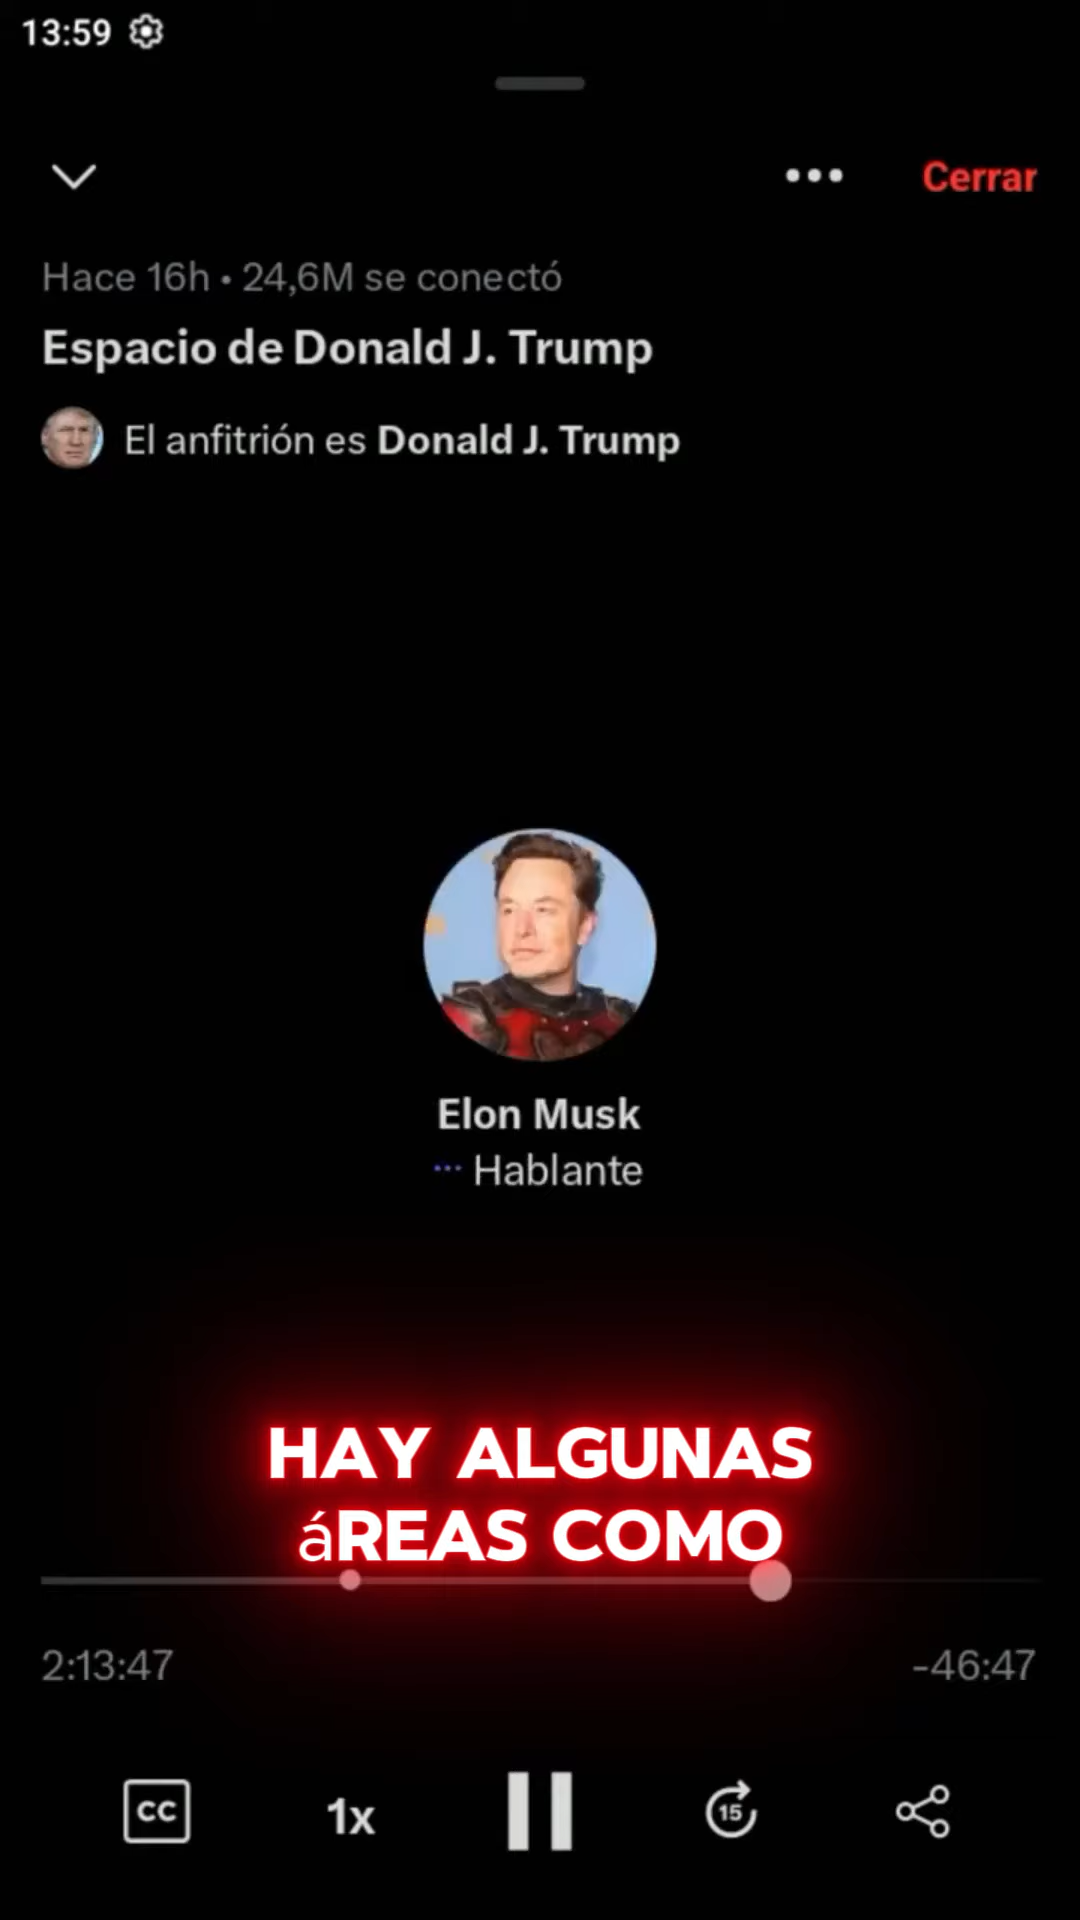 13:59
Cerrar
Hace 16h • 24,6M se conectó
Espacio de Donald J. Trump
El anfitrión es Donald J. Trump
Elon Musk
Hablante
HAY ALGUNAS
áREAS COMO
2:13:47
-46:47
CC
1x
15